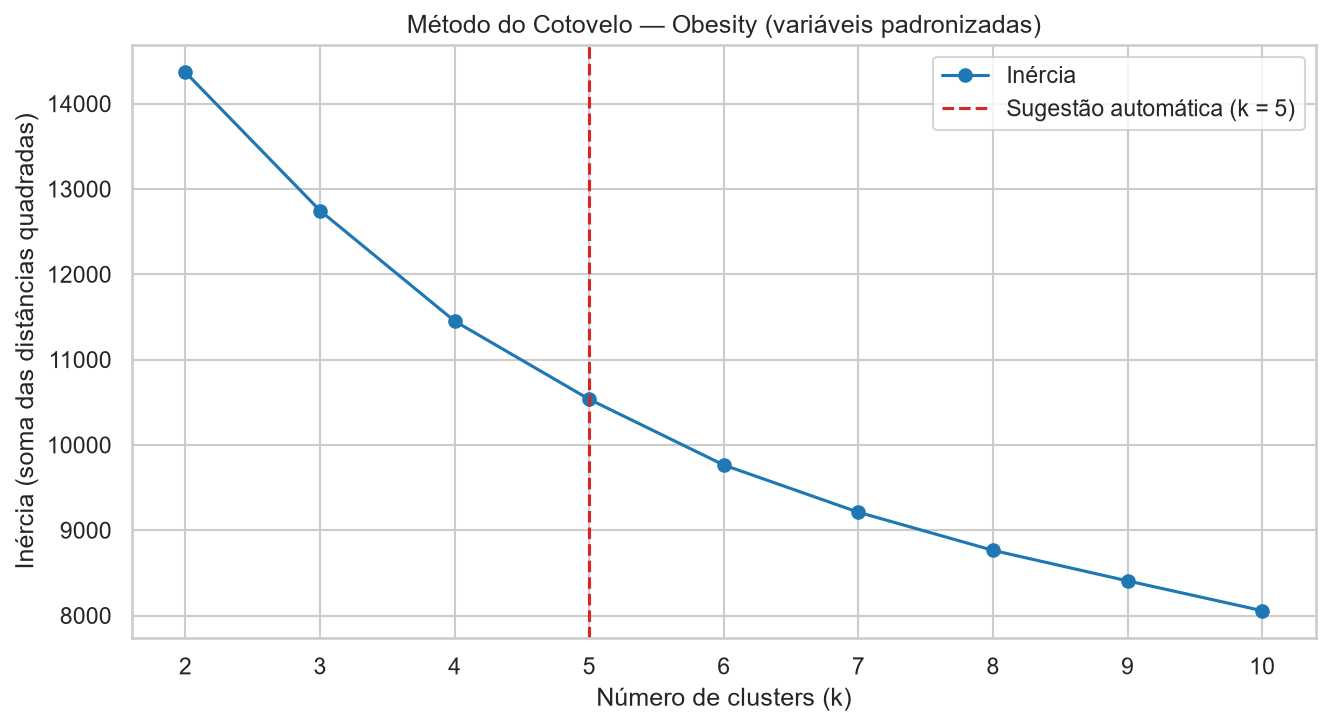 Método do Cotovelo — Obesity (variáveis padronizadas)
Inércia
Sugestão automática (k = 5)
Inércia (soma das distâncias quadradas)
14000
13000
12000
11000
10000
9000
8000
2 3 4 5 6 7 8 9 10
Número de clusters (k)